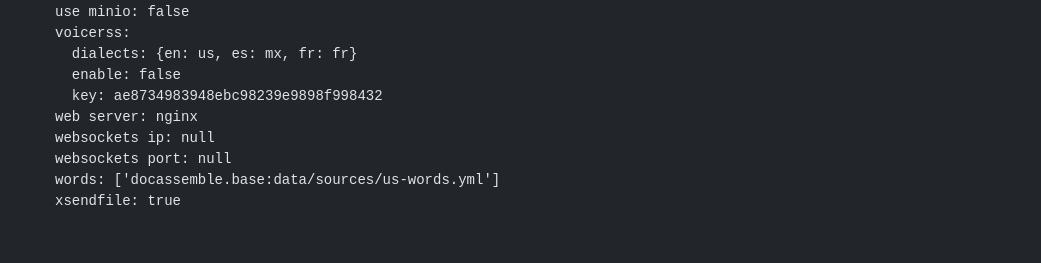 use minio: false
voicerss:
  dialects: {en: us, es: mx, fr: fr}
  enable: false
  key: ae8734983948ebc98239e9898f998432
web server: nginx
websockets ip: null
websockets port: null
words: ['docassemble.base:data/sources/us-words.yml']
xsendfile: true